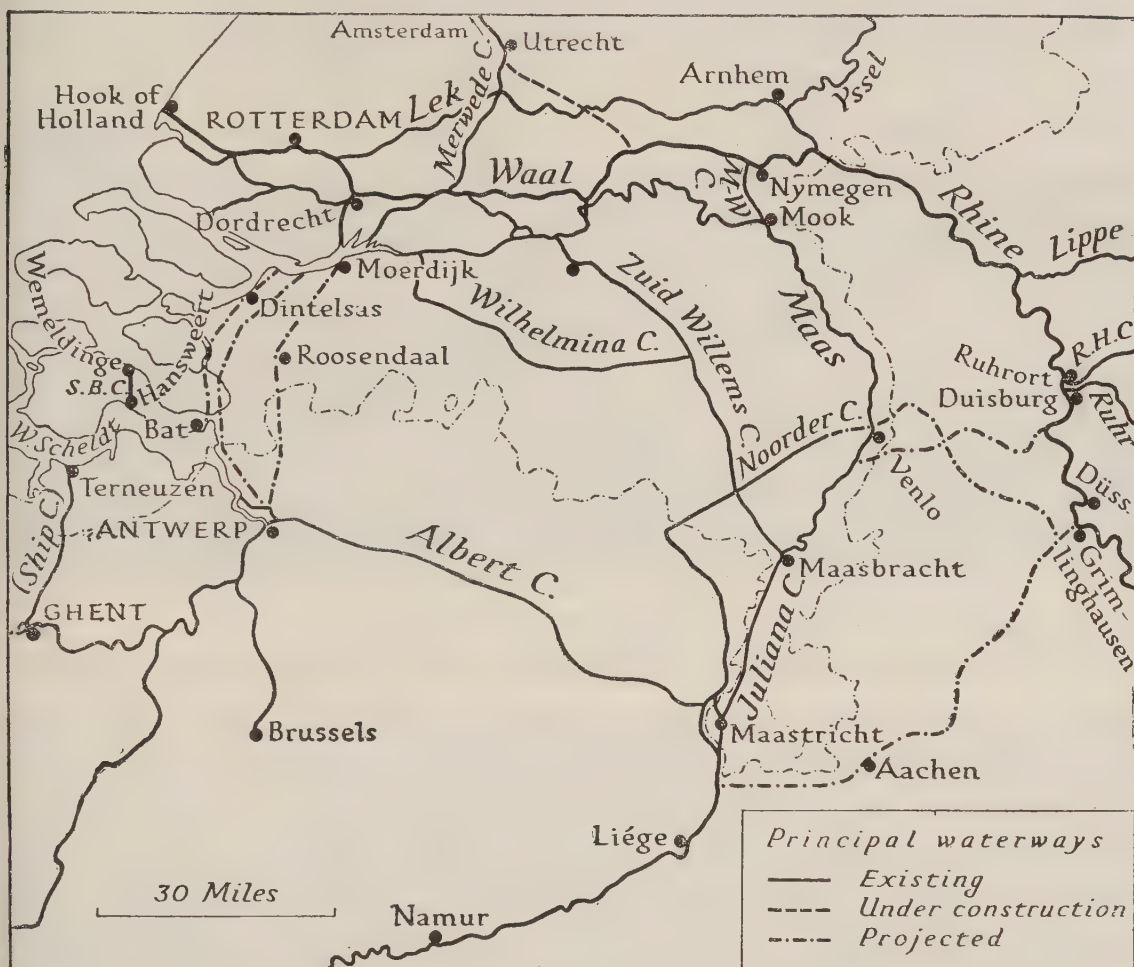 Amsterdam
Utrecht
Merwede C.
Arnhem
Yssel
Hook of
Holland
ROTTERDAM
Lek
Waal
M-W
C.
Nymegen
Mook
Rhine
Lippe
Dordrecht
Moerdijk
Zuid Willems C.
Maas
Wemeldinge
Hansweert
Dintelsas
Wilhelmina C.
Roosendaal
S.B.C.
R.H.C.
Ruhrort
Duisburg
Ruhr
W. Scheldt
Bat
Noorder C.
Venlo
Terneuzen
(Ship C.)
ANTWERP
Düss.
Albert C.
Maasbracht
Grim-
linghausen
GHENT
Juliana C.
Brussels
Maastricht
Aachen
Liége
30 Miles
Namur
Principal waterways
Existing
Under construction
Projected